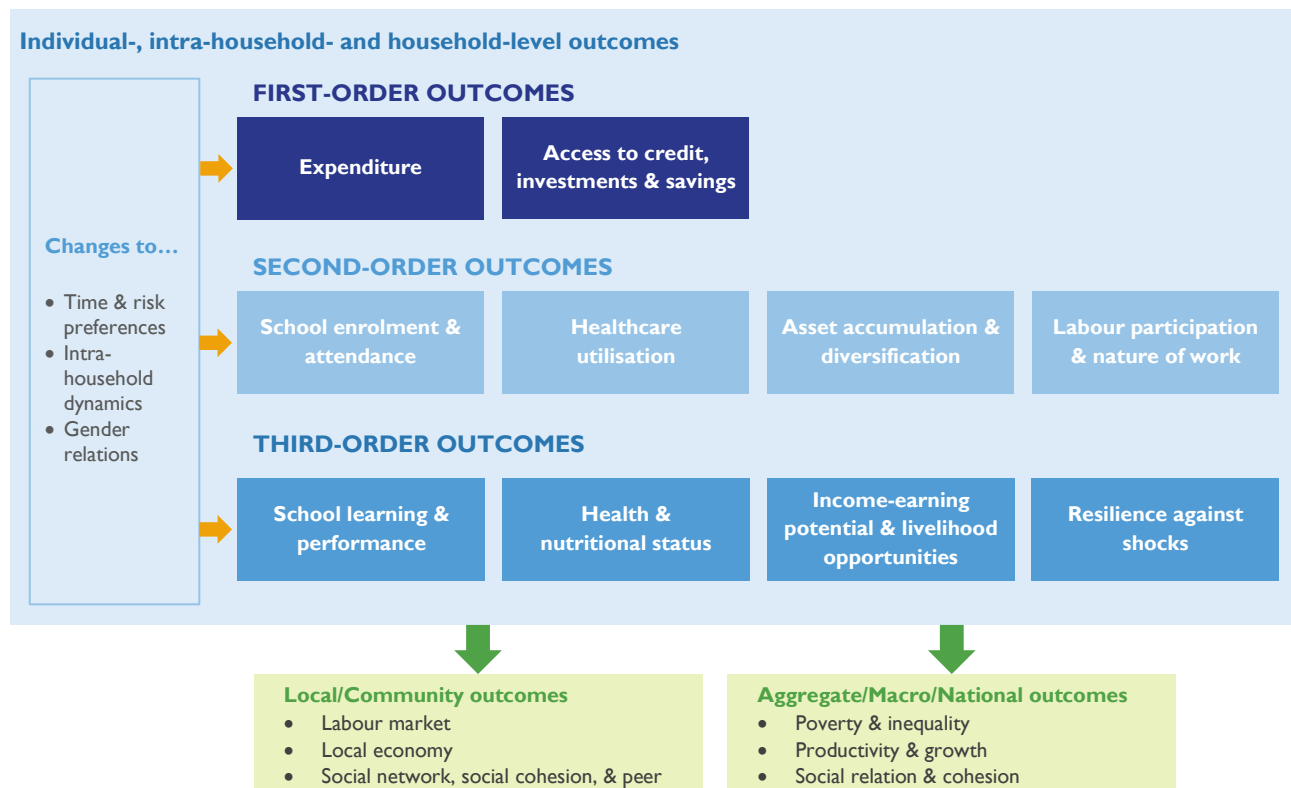 Individual-, intra-household- and household-level outcomes
Changes to…
• Time & risk
preferences
• Intra-
household
dynamics
• Gender
relations
FIRST-ORDER OUTCOMES
Expenditure
Access to credit,
investments & savings
SECOND-ORDER OUTCOMES
School enrolment &
attendance
Healthcare
utilisation
Asset accumulation &
diversification
Labour participation
& nature of work
THIRD-ORDER OUTCOMES
School learning &
performance
Health &
nutritional status
Income-earning
potential & livelihood
opportunities
Resilience against
shocks
Local/Community outcomes
• Labour market
• Local economy
• Social network, social cohesion, & peer
Aggregate/Macro/National outcomes
• Poverty & inequality
• Productivity & growth
• Social relation & cohesion